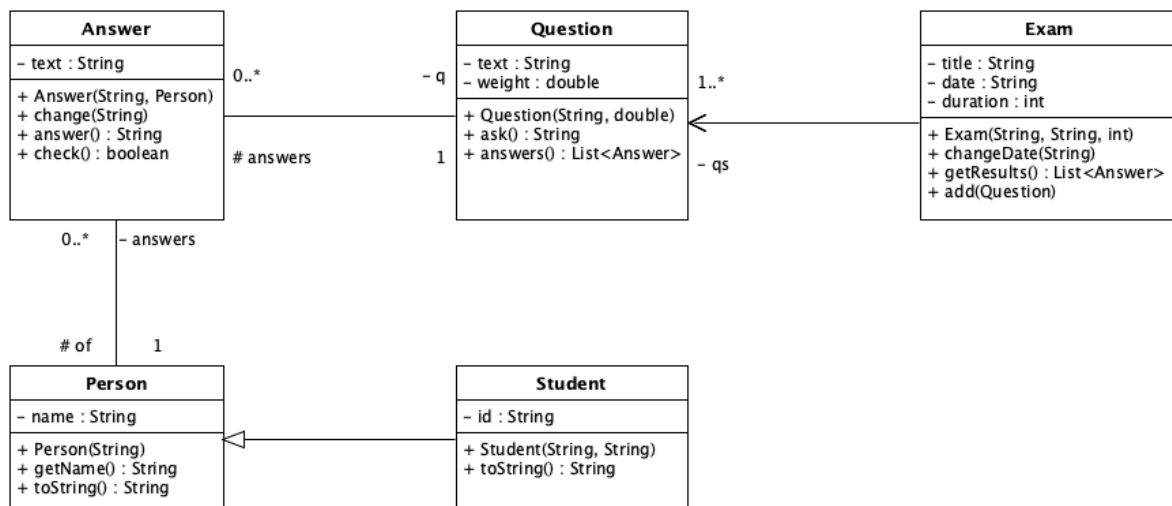 Answer
– text : String
+ Answer(String, Person)
+ change(String)
+ answer() : String
+ check() : boolean
0..*
– q
# answers
1
Question
– text : String
– weight : double
+ Question(String, double)
+ ask() : String
+ answers() : List<Answer>
1..*
– qs
Exam
– title : String
– date : String
– duration : int
+ Exam(String, String, int)
+ changeDate(String)
+ getResults() : List<Answer>
+ add(Question)
0..*
– answers
# of
1
Person
– name : String
+ Person(String)
+ getName() : String
+ toString() : String
Student
– id : String
+ Student(String, String)
+ toString() : String